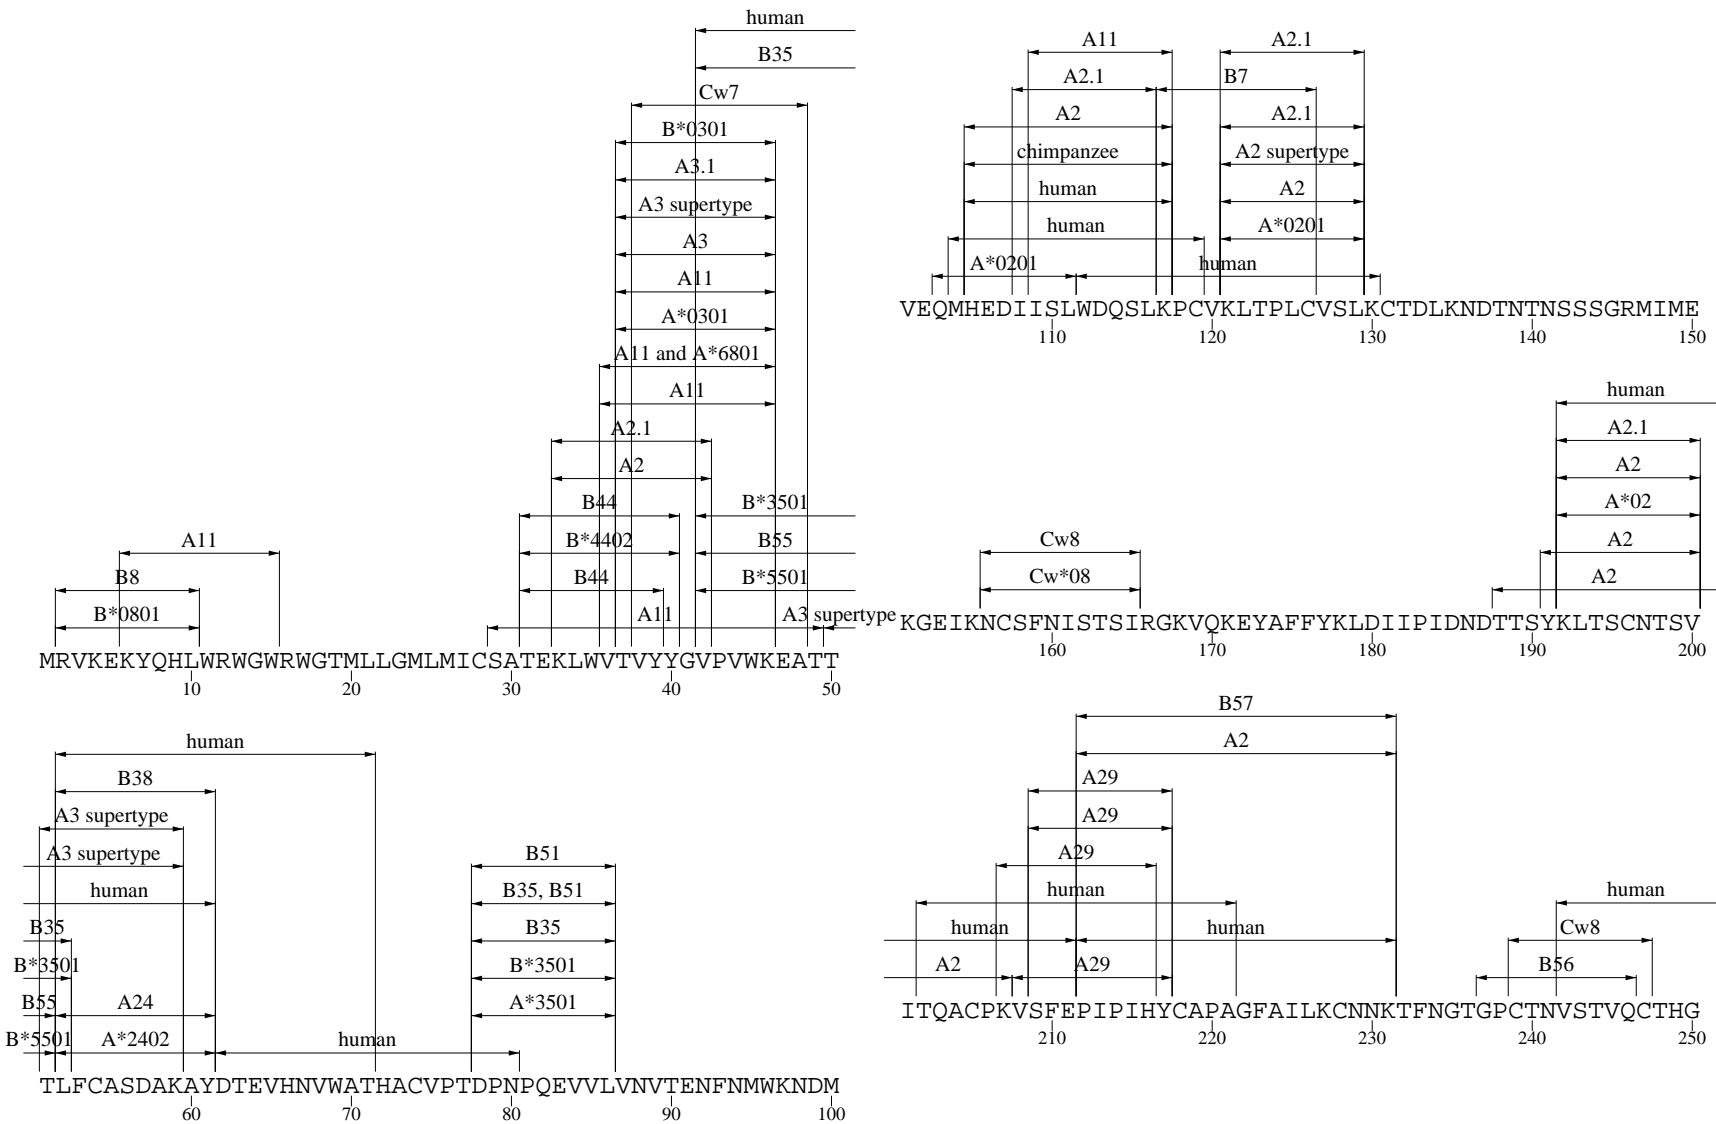 human
B35
Cw7
B*0301
A3.1
A3 supertype
A3
A11
A*0301
A11 and A*6801
A11
A2.1
A2
B44 B*3501
A11 B*4402 B55
B8 B44 B*5501
B*0801 A11 A3 supertype
MRVKEKYQHLWRWGWRWGTMLLGMLMICSATEKLWVTVYYGVPVWKEATT
10 20 30 40 50
human
B38
A3 supertype
A3 supertype B51
human B35, B51
B35 B35
B*3501 B*3501
B55 A24 A*3501
B*5501 A*2402 human
TLFCASDAKAYDTEVHNVWATHACVPTDPNPQEVVLVNVTENFNMWKNDM
60 70 80 90 100
A11 A2.1
A2.1 B7
A2 A2.1
chimpanzee A2 supertype
human A2
human A*0201
A*0201 human
VEQMHEDIISLWDQSLKPCVKLTPLCVSLKCTDLKNDTNTNSSSGRMIME
110 120 130 140 150
human
A2.1
A2
A*02
Cw8 A2
Cw*08 A2
KGEIKNCSFNISTSIRGKVQKEYAFFYKLDIIPIDNDTTSYKLTSCNTSV
160 170 180 190 200
B57
A2
A29
A29
A29
human human
human human Cw8
A2 A29 B56
ITQACPKVSFEPIPIHYCAPAGFAILKCNNKTFNGTGPCTNVSTVQCTHG
210 220 230 240 250